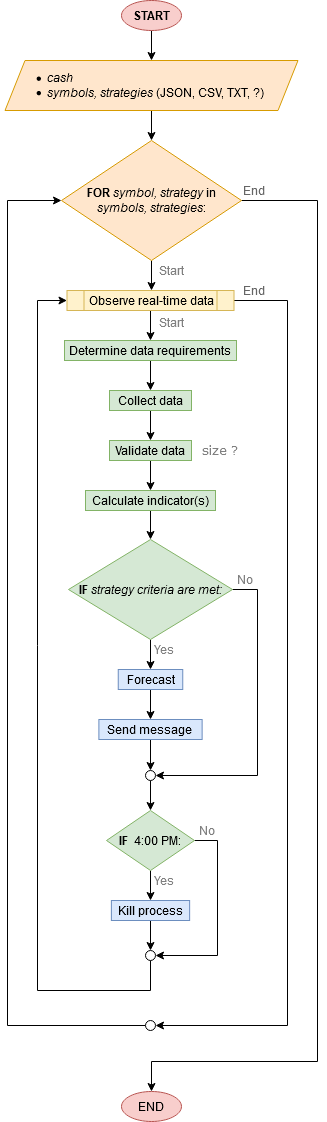 START
cash
symbols, strategies (JSON, CSV, TXT, ?)
FOR symbol, strategy in
symbols, strategies:
End
Start
Observe real-time data
End
Start
Determine data requirements
Collect data
Validate data
size ?
Calculate indicator(s)
IF strategy criteria are met:
No
Yes
Forecast
Send message
IF 4:00 PM:
No
Yes
Kill process
END